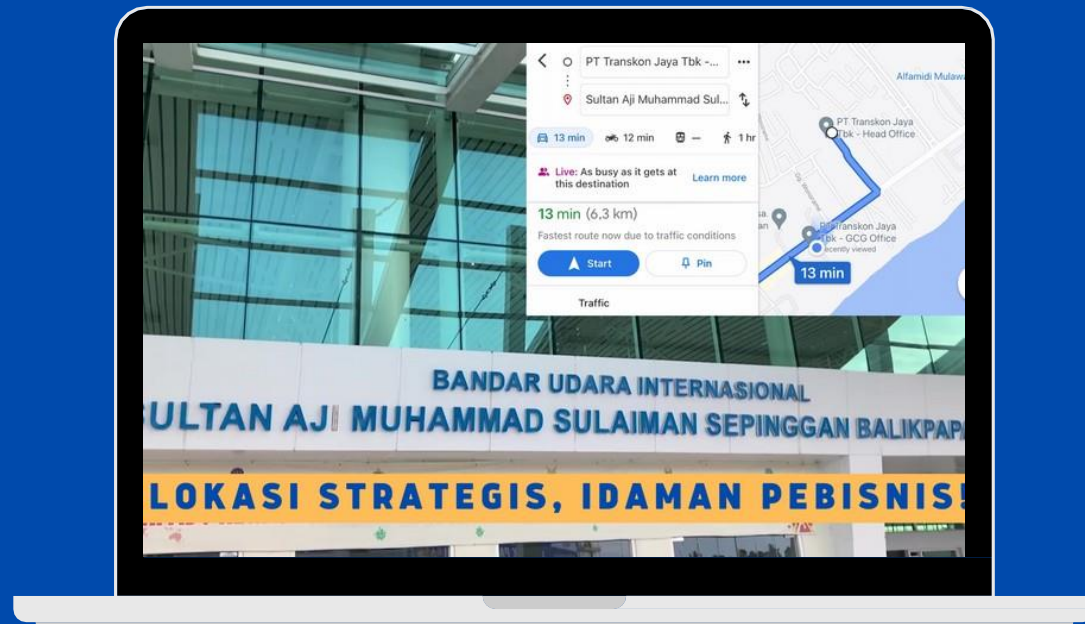 PT Transkon Jaya Tbk -...
Sultan Aji Muhammad Sul...
13 min
12 min
—
1 hr
Live: As busy as it gets at
this destination
Learn more
13 min (6,3 km)
Fastest route now due to traffic conditions
Start
Pin
Traffic
Alfamidi Mulawa
PT Transkon Jaya
Tbk - Head Office
PT Transkon Jaya
Tbk - GCG Office
Recently viewed
13 min
BANDAR UDARA INTERNASIONAL
SULTAN AJI MUHAMMAD SULAIMAN SEPINGGAN BALIKPAPA
LOKASI STRATEGIS, IDAMAN PEBISNIS!